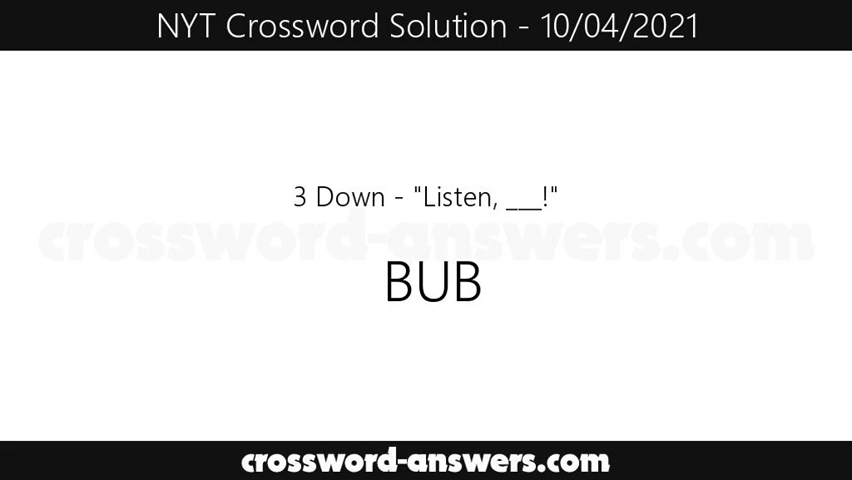 NYT Crossword Solution - 10/04/2021
3 Down - "Listen, ___!"
crossword-answers.com
BUB
crossword-answers.com